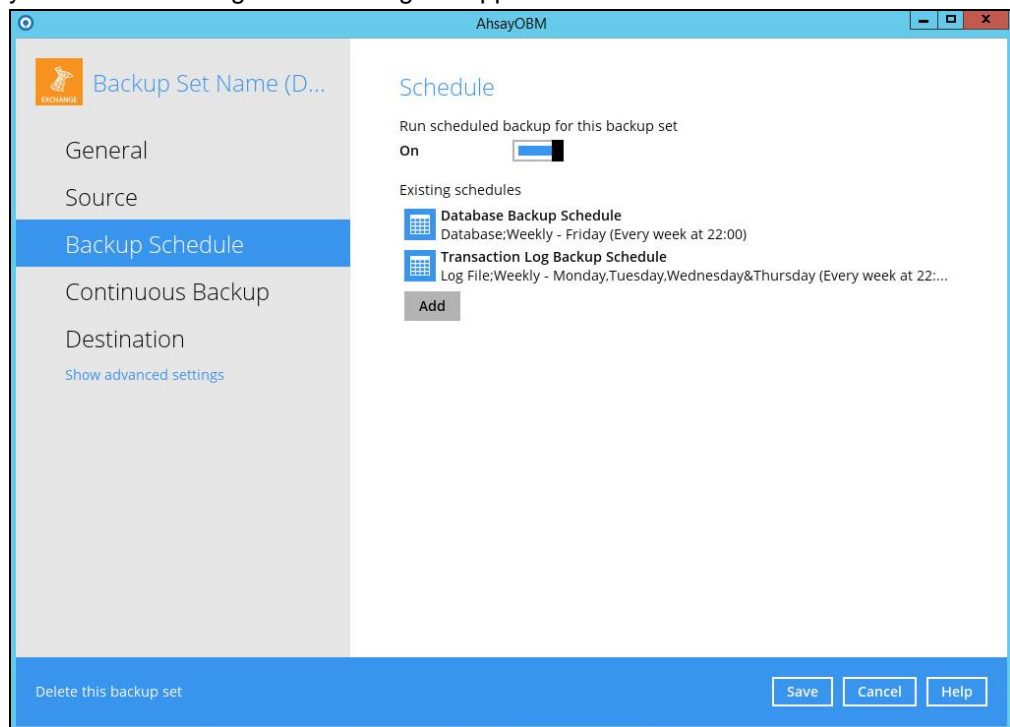 AhsayOBM
EXCHANGE
Backup Set Name (D...
General
Source
Backup Schedule
Continuous Backup
Destination
Show advanced settings
Schedule
Run scheduled backup for this backup set
On
Existing schedules
Database Backup Schedule
Database;Weekly - Friday (Every week at 22:00)
Transaction Log Backup Schedule
Log File;Weekly - Monday,Tuesday,Wednesday&Thursday (Every week at 22:...
Add
Delete this backup set
Save Cancel Help